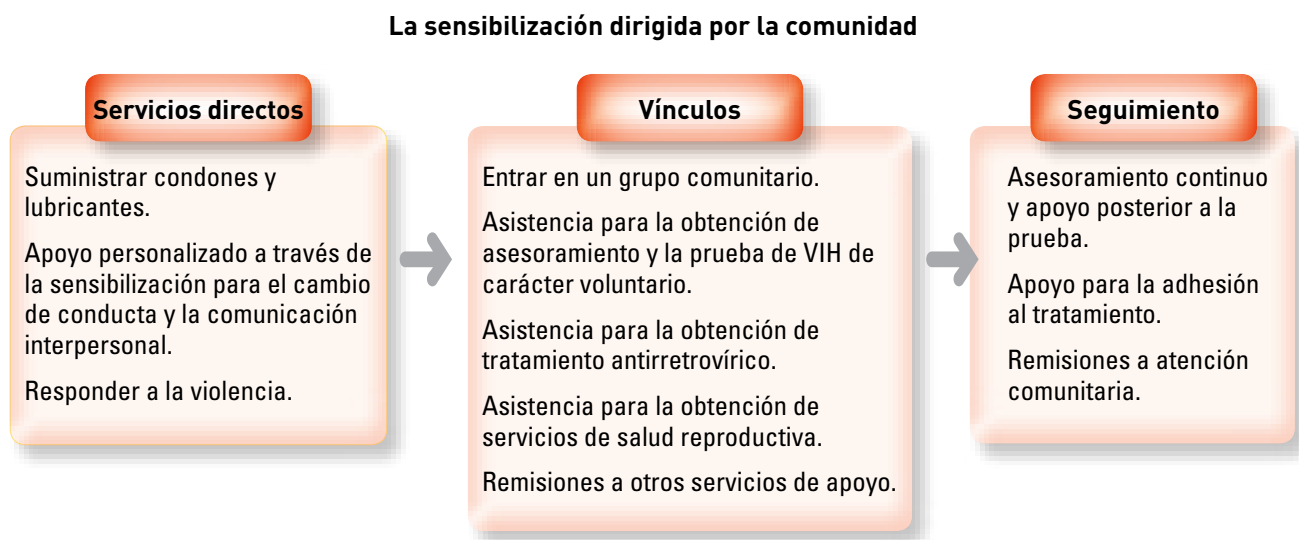 La sensibilización dirigida por la comunidad
Servicios directos
Suministrar condones y
lubricantes.
Apoyo personalizado a través de
la sensibilización para el cambio
de conducta y la comunicación
interpersonal.
Responder a la violencia.
Vínculos
Entrar en un grupo comunitario.
Asistencia para la obtención de
asesoramiento y la prueba de VIH de
carácter voluntario.
Asistencia para la obtención de
tratamiento antirretrovírico.
Asistencia para la obtención de
servicios de salud reproductiva.
Remisiones a otros servicios de apoyo.
Seguimiento
Asesoramiento continuo
y apoyo posterior a la
prueba.
Apoyo para la adhesión
al tratamiento.
Remisiones a atención
comunitaria.